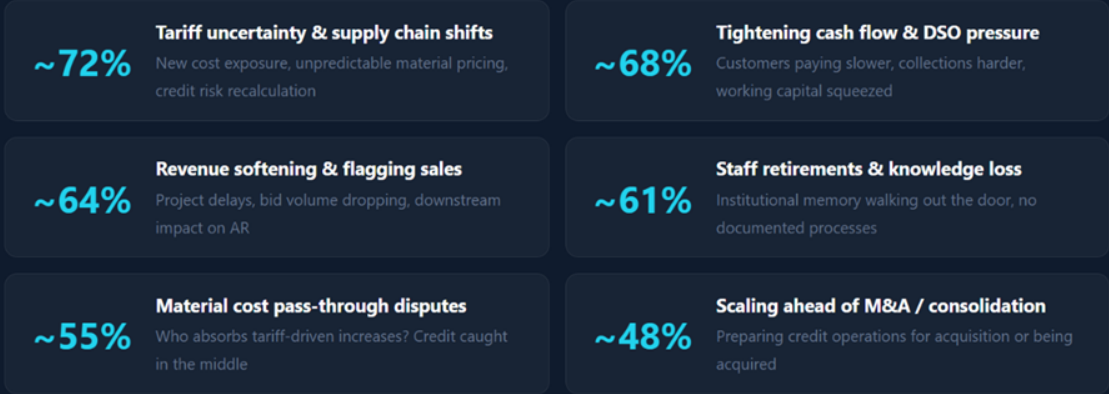 ~72%
Tariff uncertainty & supply chain shifts
New cost exposure, unpredictable material pricing,
credit risk recalculation
~68%
Tightening cash flow & DSO pressure
Customers paying slower, collections harder,
working capital squeezed
~64%
Revenue softening & flagging sales
Project delays, bid volume dropping, downstream
impact on AR
~61%
Staff retirements & knowledge loss
Institutional memory walking out the door, no
documented processes
~55%
Material cost pass-through disputes
Who absorbs tariff-driven increases? Credit caught
in the middle
~48%
Scaling ahead of M&A / consolidation
Preparing credit operations for acquisition or being
acquired